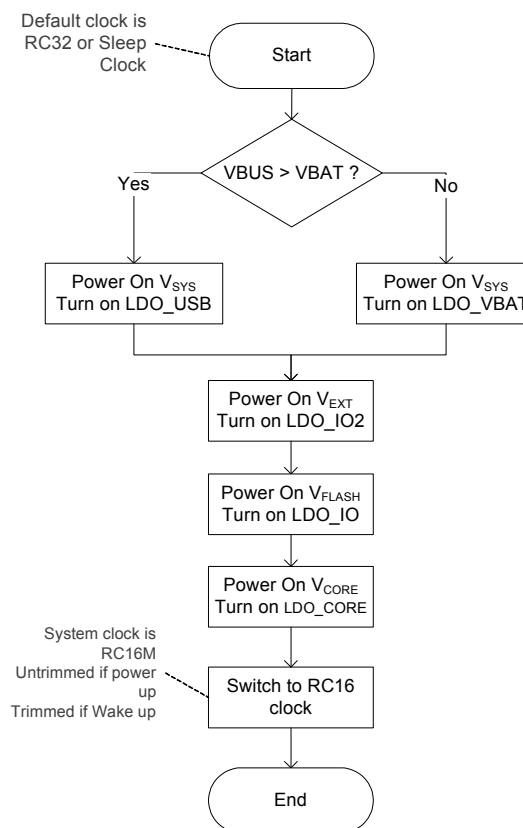 Default clock is
RC32 or Sleep
Clock
Start
VBUS > VBAT ?
Yes
No
Power On VSYS
Turn on LDO_USB
Power On VSYS
Turn on LDO_VBAT
Power On VEXT
Turn on LDO_IO2
Power On VFLASH
Turn on LDO_IO
Power On VCORE
Turn on LDO_CORE
System clock is
RC16M
Untrimmed if power
up
Trimmed if Wake up
Switch to RC16
clock
End